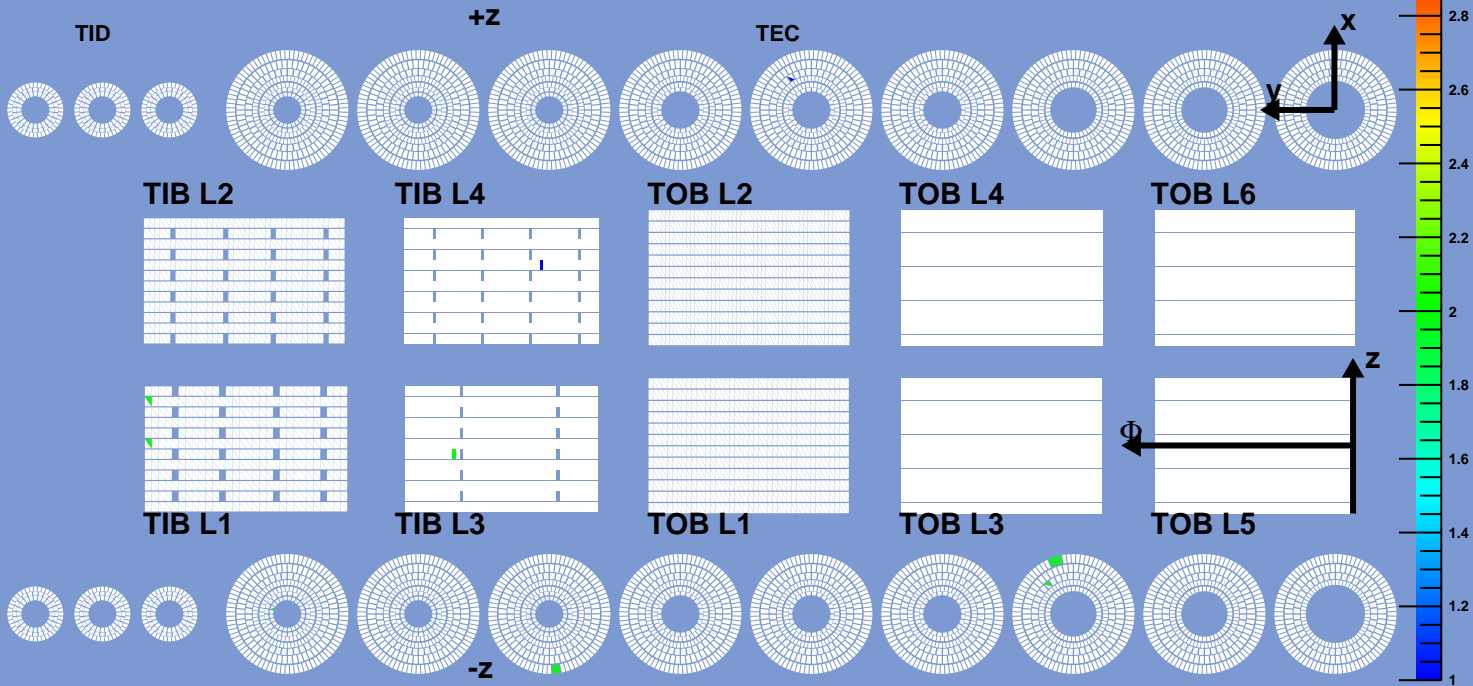 +z
TID
TEC
x
y
TIB L2
TIB L4
TOB L2
TOB L4
TOB L6
z
Φ
TIB L1
TIB L3
TOB L1
TOB L3
TOB L5
-z
2.8
2.6
2.4
2.2
2
1.8
1.6
1.4
1.2
1